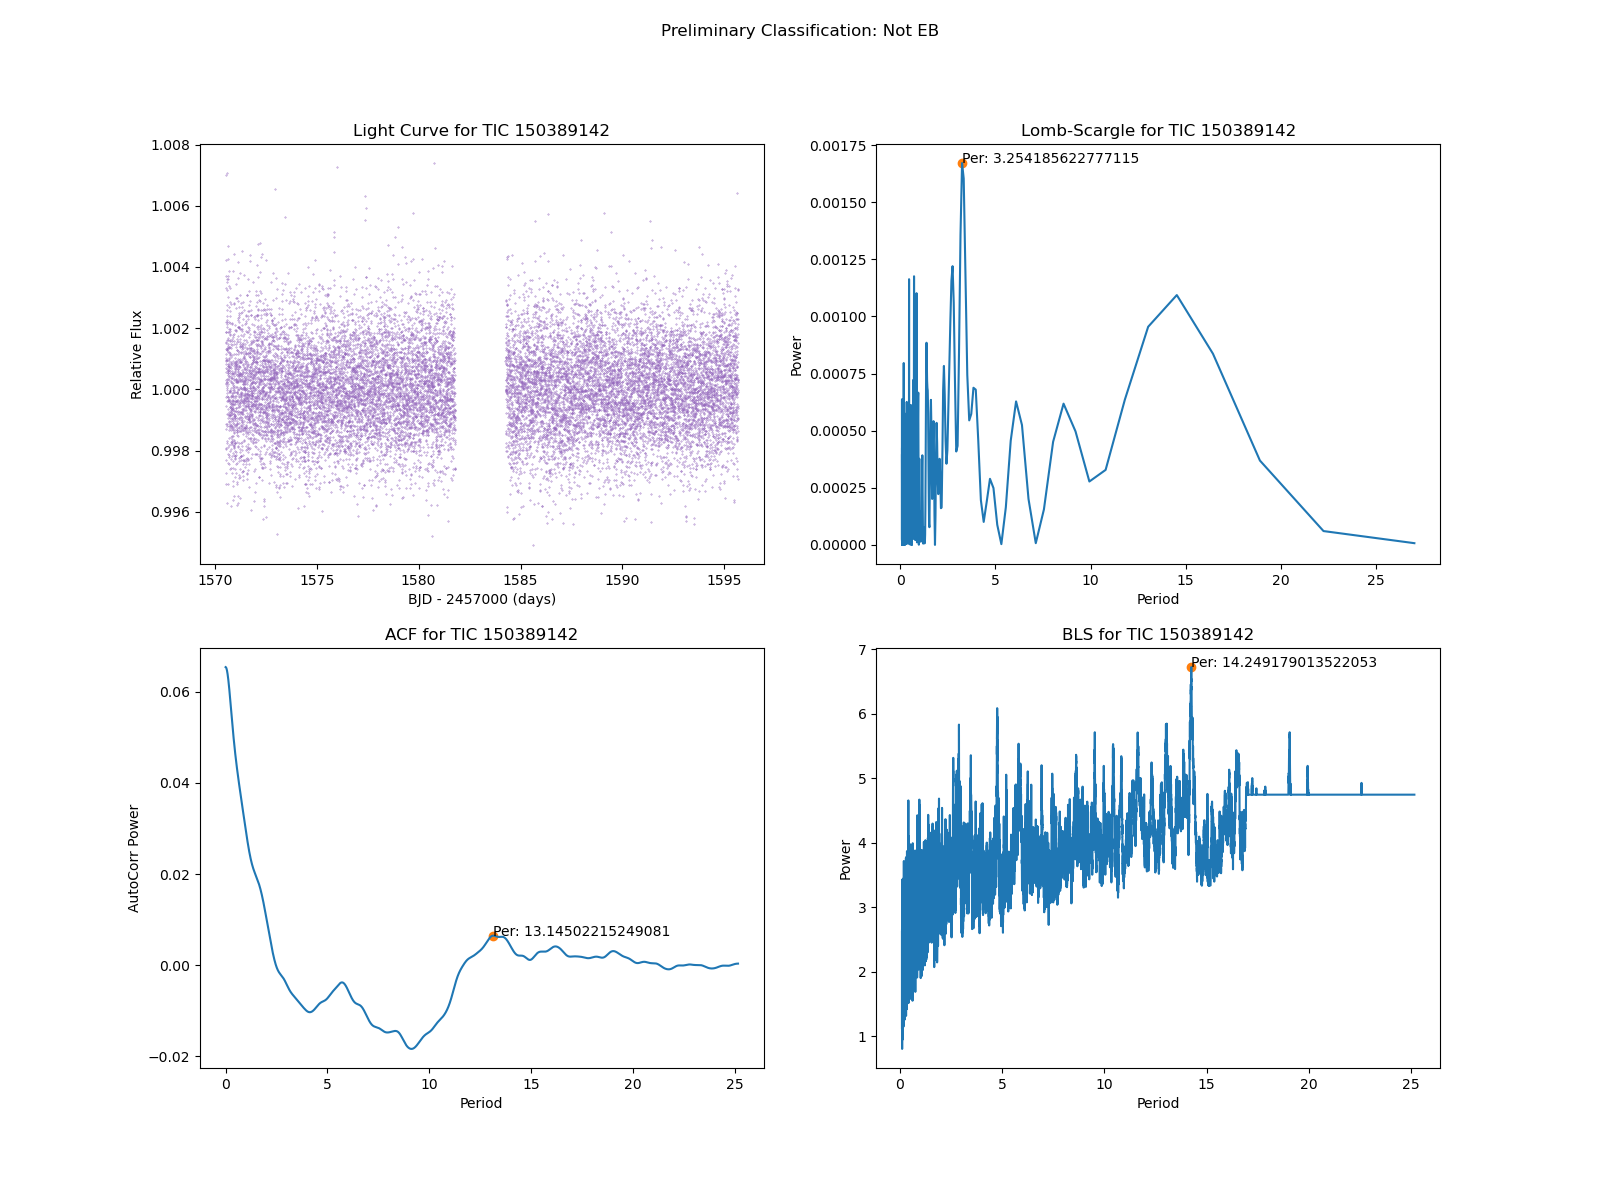 Preliminary Classification: Not EB
Light Curve for TIC 150389142
Relative Flux
1.008
1.006
1.004
1.002
1.000
0.998
0.996
1570 1575 1580 1585 1590 1595
BJD - 2457000 (days)
Lomb-Scargle for TIC 150389142
Per: 3.254185622777115
Power
0.00175
0.00150
0.00125
0.00100
0.00075
0.00050
0.00025
0.00000
0 5 10 15 20 25
Period
ACF for TIC 150389142
AutoCorr Power
0.06
0.04
0.02
0.00
−0.02
Per: 13.14502215249081
0 5 10 15 20 25
Period
BLS for TIC 150389142
Per: 14.249179013522053
Power
7
6
5
4
3
2
1
0 5 10 15 20 25
Period